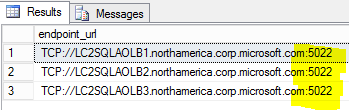 Results Messages
endpoint_url
1 TCP://LC2SQLAOLB1.northamerica.corp.microsoft.com:5022
2 TCP://LC2SQLAOLB2.northamerica.corp.microsoft.com:5022
3 TCP://LC2SQLAOLB3.northamerica.corp.microsoft.com:5022